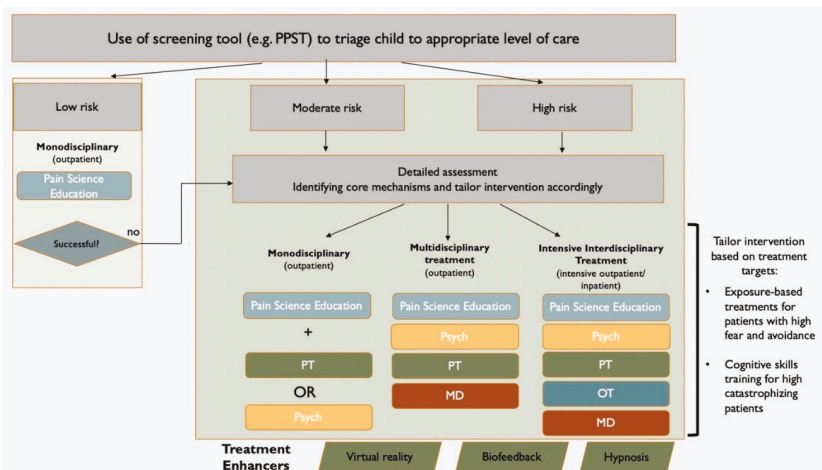 Use of screening tool (e.g. PPST) to triage child to appropriate level of care
Low risk
Moderate risk
High risk
Monodisciplinary
(outpatient)
Pain Science
Education
Successful?
no
Detailed assessment
Identifying core mechanisms and tailor intervention accordingly
Monodisciplinary
(outpatient)
Pain Science Education
+
PT
OR
Psych
Multidisciplinary
treatment
(outpatient)
Pain Science Education
Psych
PT
MD
Intensive Interdisciplinary
Treatment
(intensive outpatient/
inpatient)
Pain Science Education
Psych
PT
OT
MD
Tailor intervention
based on treatment
targets:
• Exposure-based
treatments for
patients with high
fear and avoidance
• Cognitive skills
training for high
catastrophizing
patients
Treatment
Enhancers
Virtual reality
Biofeedback
Hypnosis